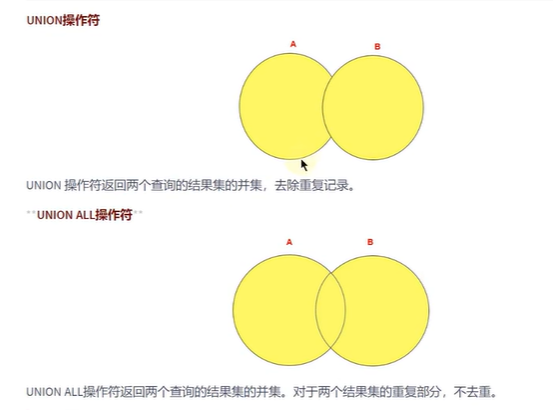 UNION操作符
A
B
UNION 操作符返回两个查询的结果集的并集，去除重复记录。
**UNION ALL操作符**
A
B
UNION ALL操作符返回两个查询的结果集的并集。对于两个结果集的重复部分，不去重。